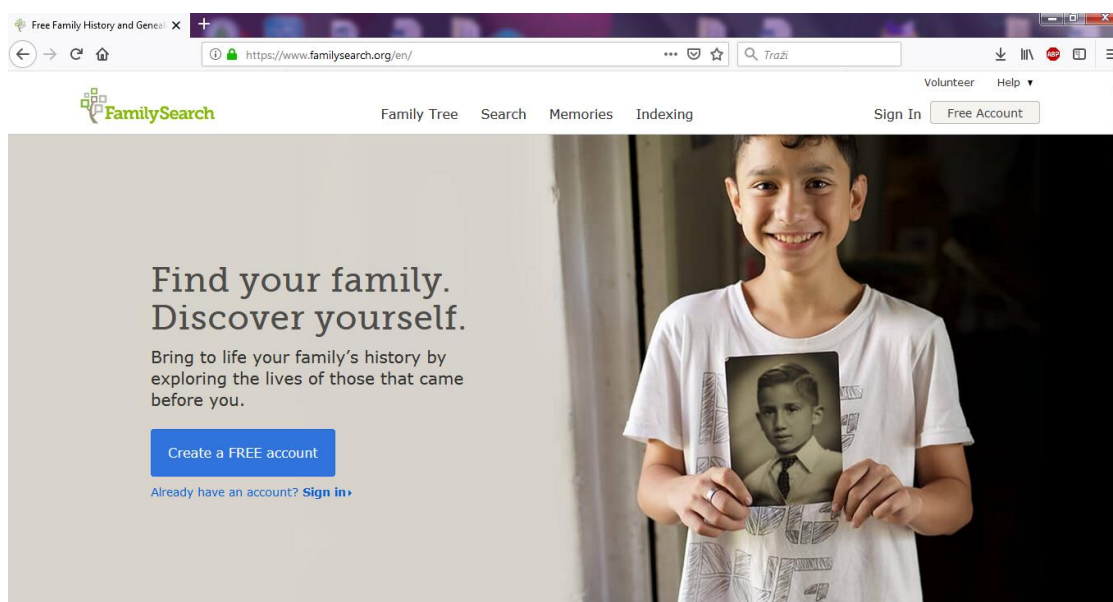 Free Family History and Geneal
https://www.familysearch.org/en/
Traži
ABP
Volunteer Help
FamilySearch
Family Tree Search Memories Indexing
Sign In Free Account
Find your family.
Discover yourself.
Bring to life your family's history by
exploring the lives of those that came
before you.
Create a FREE account
Already have an account? Sign in